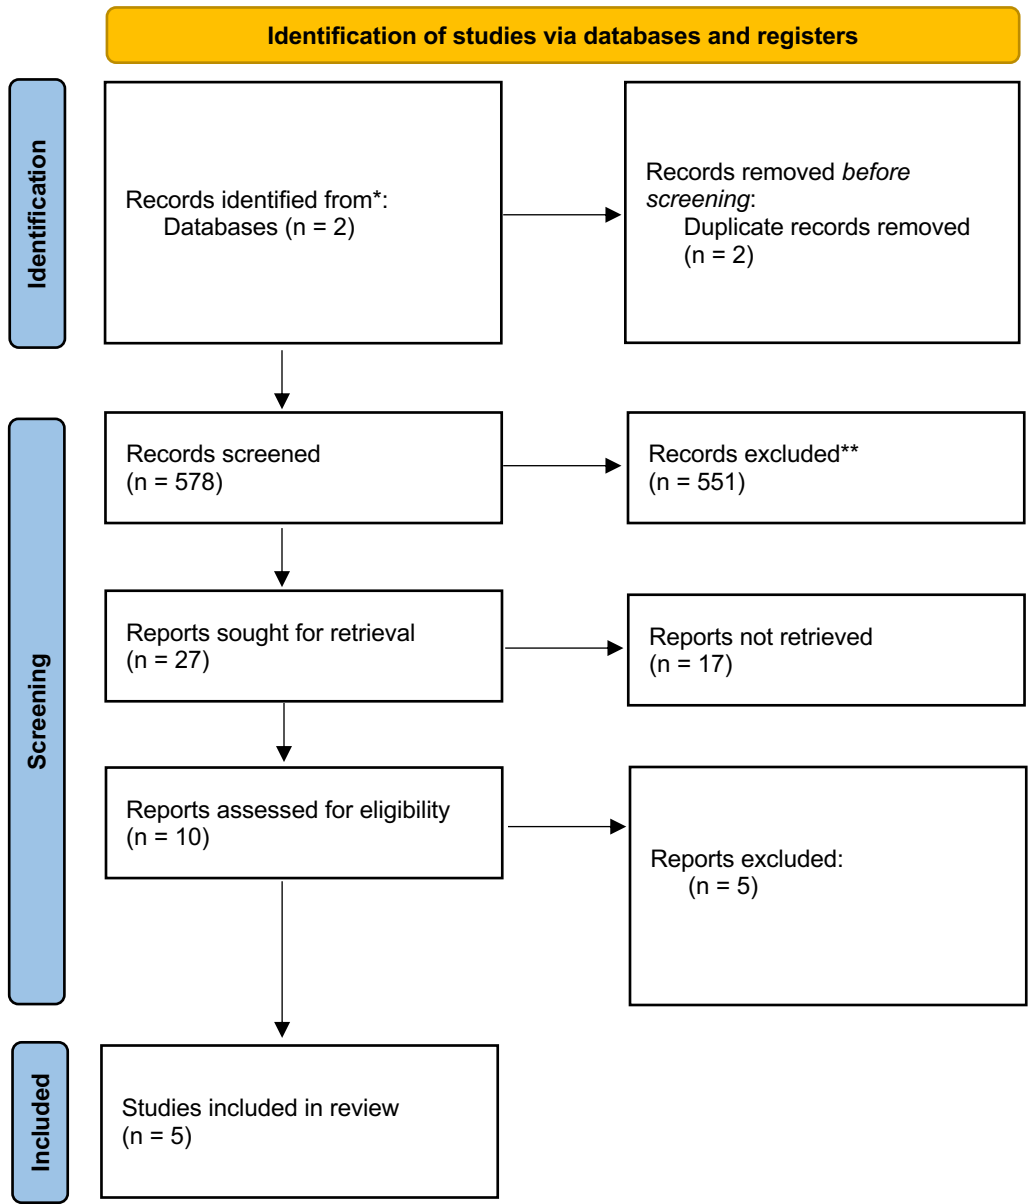 Identification of studies via databases and registers
Identification
Records identified from*:
Databases (n = 2)
Records removed before
screening:
Duplicate records removed
(n = 2)
Screening
Records screened
(n = 578)
Records excluded**
(n = 551)
Reports sought for retrieval
(n = 27)
Reports not retrieved
(n = 17)
Reports assessed for eligibility
(n = 10)
Reports excluded:
(n = 5)
Included
Studies included in review
(n = 5)